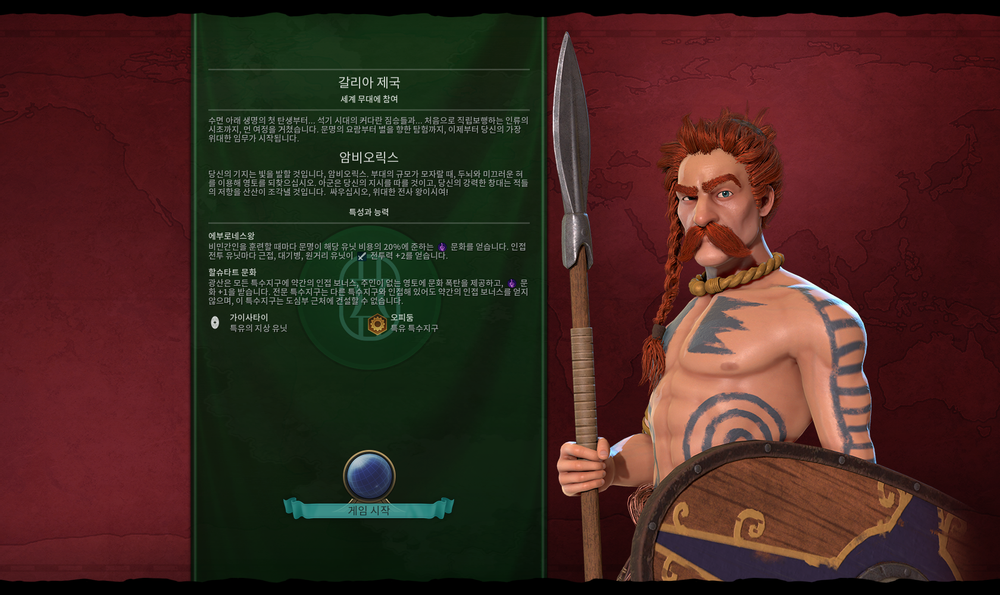 갈리아 제국
세계 무대에 참여
수면 아래 생명의 첫 탄생부터... 석기 시대의 커다란 짐승들과... 처음으로 직립보행하는 인류의
시초까지, 먼 여정을 거쳤습니다. 문명의 요람부터 별을 향한 탐험까지, 이제부터 당신의 가장
위대한 임무가 시작됩니다.
암비오릭스
당신의 기지는 빛을 발할 것입니다, 암비오릭스. 부대의 규모가 모자랄 때, 두뇌와 미끄러운 혀
를 이용해 영토를 되찾으십시오. 아군은 당신의 지시를 따를 것이고, 당신의 강력한 창대는 적들
의 저항을 산산이 조각낼 것입니다. 싸우십시오, 위대한 전사 왕이시여!
특성과 능력
에부로네스왕
비민간인을 훈련할 때마다 문명이 해당 유닛 비용의 20%에 준하는 문화를 얻습니다. 인접
전투 유닛마다 근접, 대기병, 원거리 유닛이 전투력 +2를 얻습니다.
할슈타트 문화
광산은 모든 특수지구에 약간의 인접 보너스, 주인이 없는 영토에 문화 폭탄을 제공하고, 문
화 +1을 받습니다. 전문 특수지구는 다른 특수지구와 인접해 있어도 약간의 인접 보너스를 얻지
않으며, 이 특수지구는 도심부 근처에 건설할 수 없습니다.
가이사타이
특유의 지상 유닛
오피둠
특유 특수지구
게임 시작